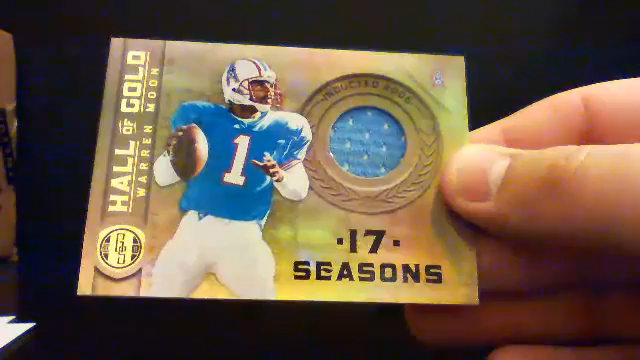 HALL OF GOLD
WARREN MOON
INDUCTED 2006
1
·17·
SEASONS